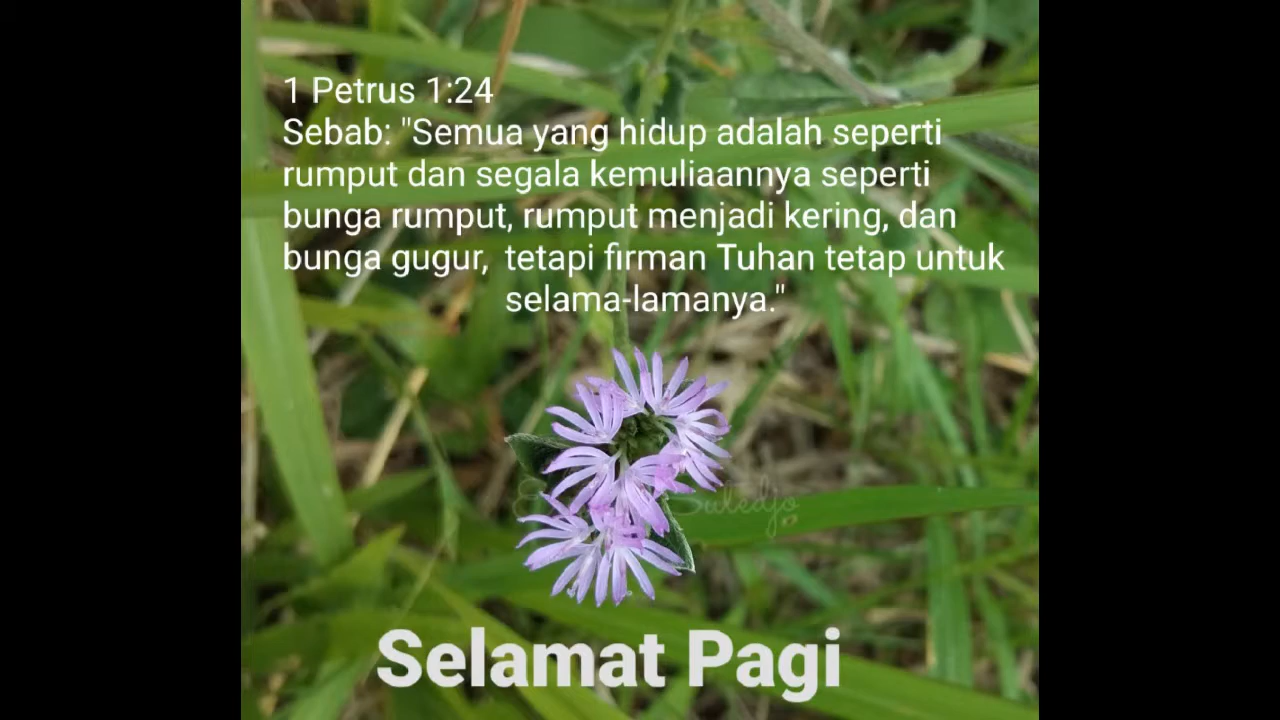 1 Petrus 1:24
Sebab: "Semua yang hidup adalah seperti
rumput dan segala kemuliaannya seperti
bunga rumput, rumput menjadi kering, dan
bunga gugur,  tetapi firman Tuhan tetap untuk
selama-lamanya."
Suledjo
Selamat Pagi